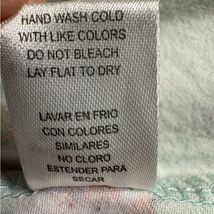 HAND WASH COLD
WITH LIKE COLORS
DO NOT BLEACH
LAY FLAT TO DRY
LAVAR EN FRIO
CON COLORES
SIMILARES
NO CLORO
ESTENDER PARA
SECAR